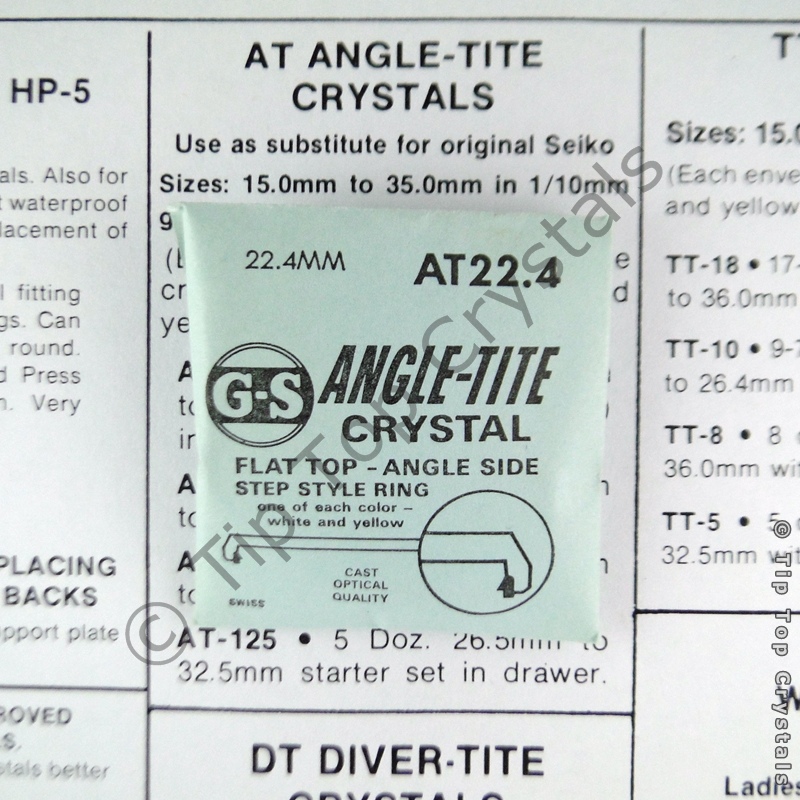 HP-5
als. Also for
waterproof
lacement of
l fitting
gs. Can
round.
Press
n. Very
PLACING
BACKS
pport plate
OVED
S.
tals better
AT ANGLE-TITE
CRYSTALS
Use as substitute for original Seiko
Sizes: 15.0mm to 35.0mm in 1/10mm
g
cr
ye
22.4MM
AT22.4
G-S
ANGLE-TITE
CRYSTAL
FLAT TOP - ANGLE SIDE
STEP STYLE RING
one of each color -
white and yellow
CAST
OPTICAL
QUALITY
SWISS
AT-125 • 5 Doz. 26.5mm to
32.5mm starter set in drawer.
DT DIVER-TITE
CRYSTALS
Sizes: 15.0
(Each enve
and yellow
TT-18 • 17-
to 36.0mm
TT-10 • 9-
to 26.4mm
TT-8 • 8
36.0mm wit
TT-5 • 5
32.5mm wit
Ladies
© Tip Top Crystals
© Tip Top Crystals